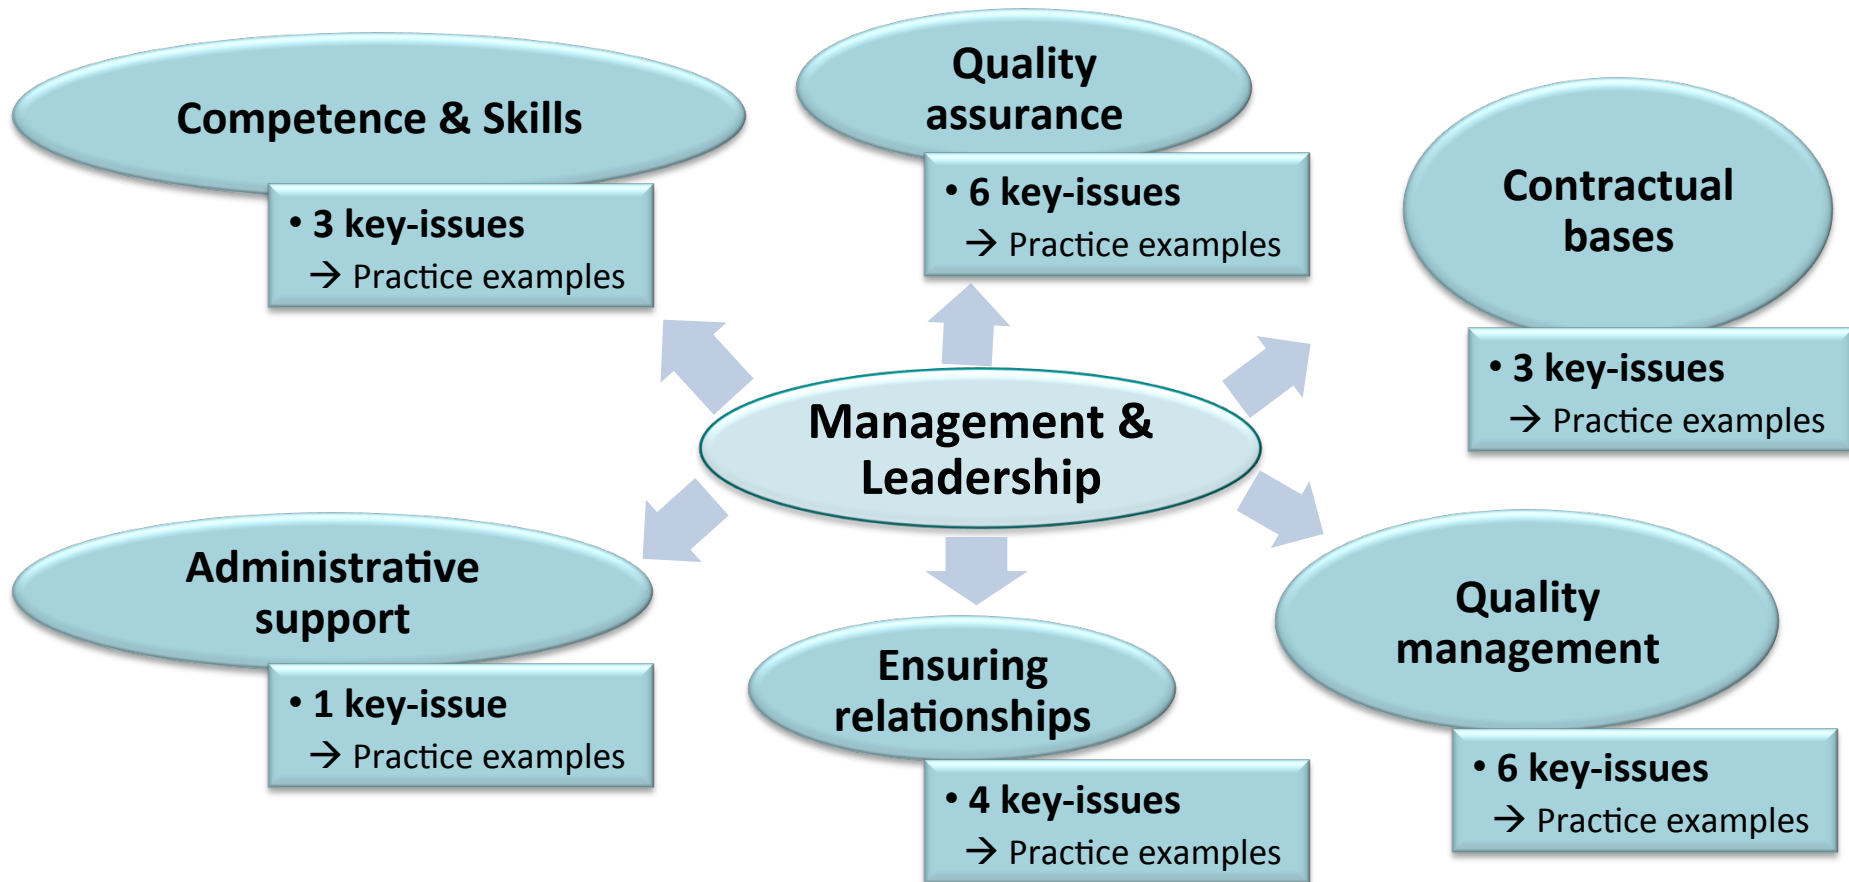 Competence & Skills
• 3 key-issues
→ Practice examples
Quality
assurance
• 6 key-issues
→ Practice examples
Contractual
bases
• 3 key-issues
→ Practice examples
Management &
Leadership
Administrative
support
• 1 key-issue
→ Practice examples
Ensuring
relationships
• 4 key-issues
→ Practice examples
Quality
management
• 6 key-issues
→ Practice examples